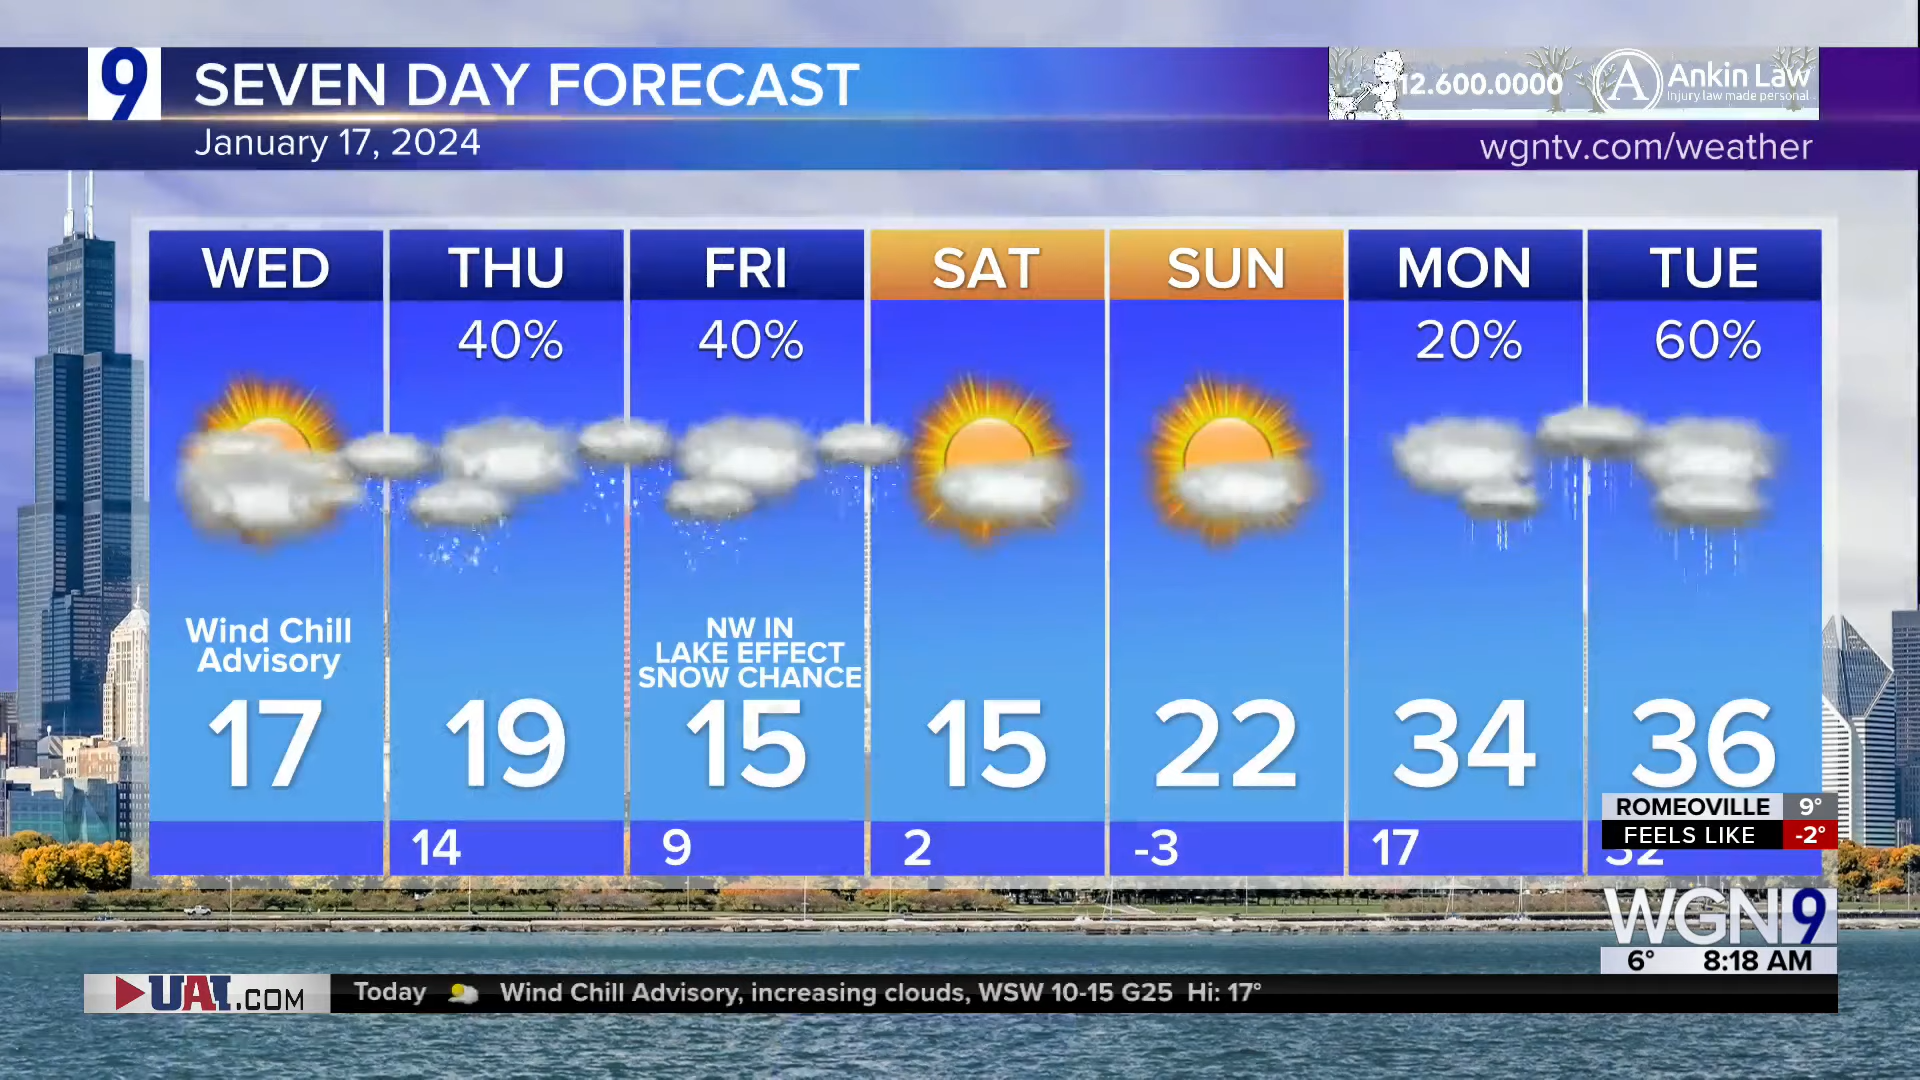 9 SEVEN DAY FORECAST
January 17, 2024
12.600.0000
A Ankin Law
Injury law made personal
wgntv.com/weather
WED THU FRI SAT SUN MON TUE
40% 40% 20% 60%
Wind Chill
Advisory
NW IN
LAKE EFFECT
SNOW CHANCE
17 19 15 15 22 34 36
14 9 2 -3 17
ROMEOVILLE 9°
FEELS LIKE -2°
WGN9
6° 8:18 AM
UAI.COM
Today Wind Chill Advisory, increasing clouds, WSW 10-15 G25 Hi: 17°